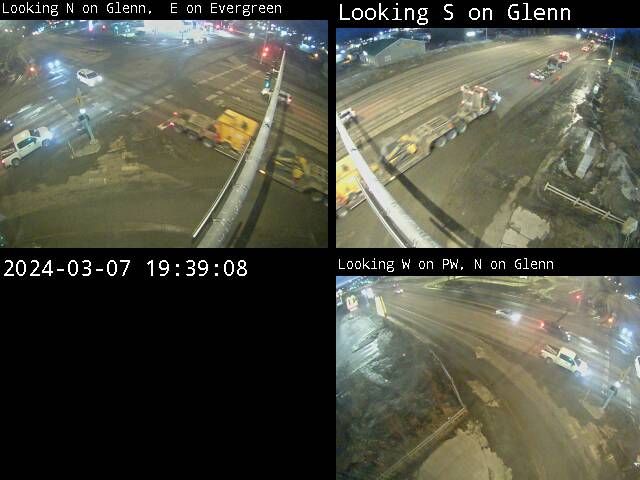 Looking N on Glenn,  E on Evergreen
Looking S on Glenn
2024-03-07 19:39:08
Looking W on PW, N on Glenn